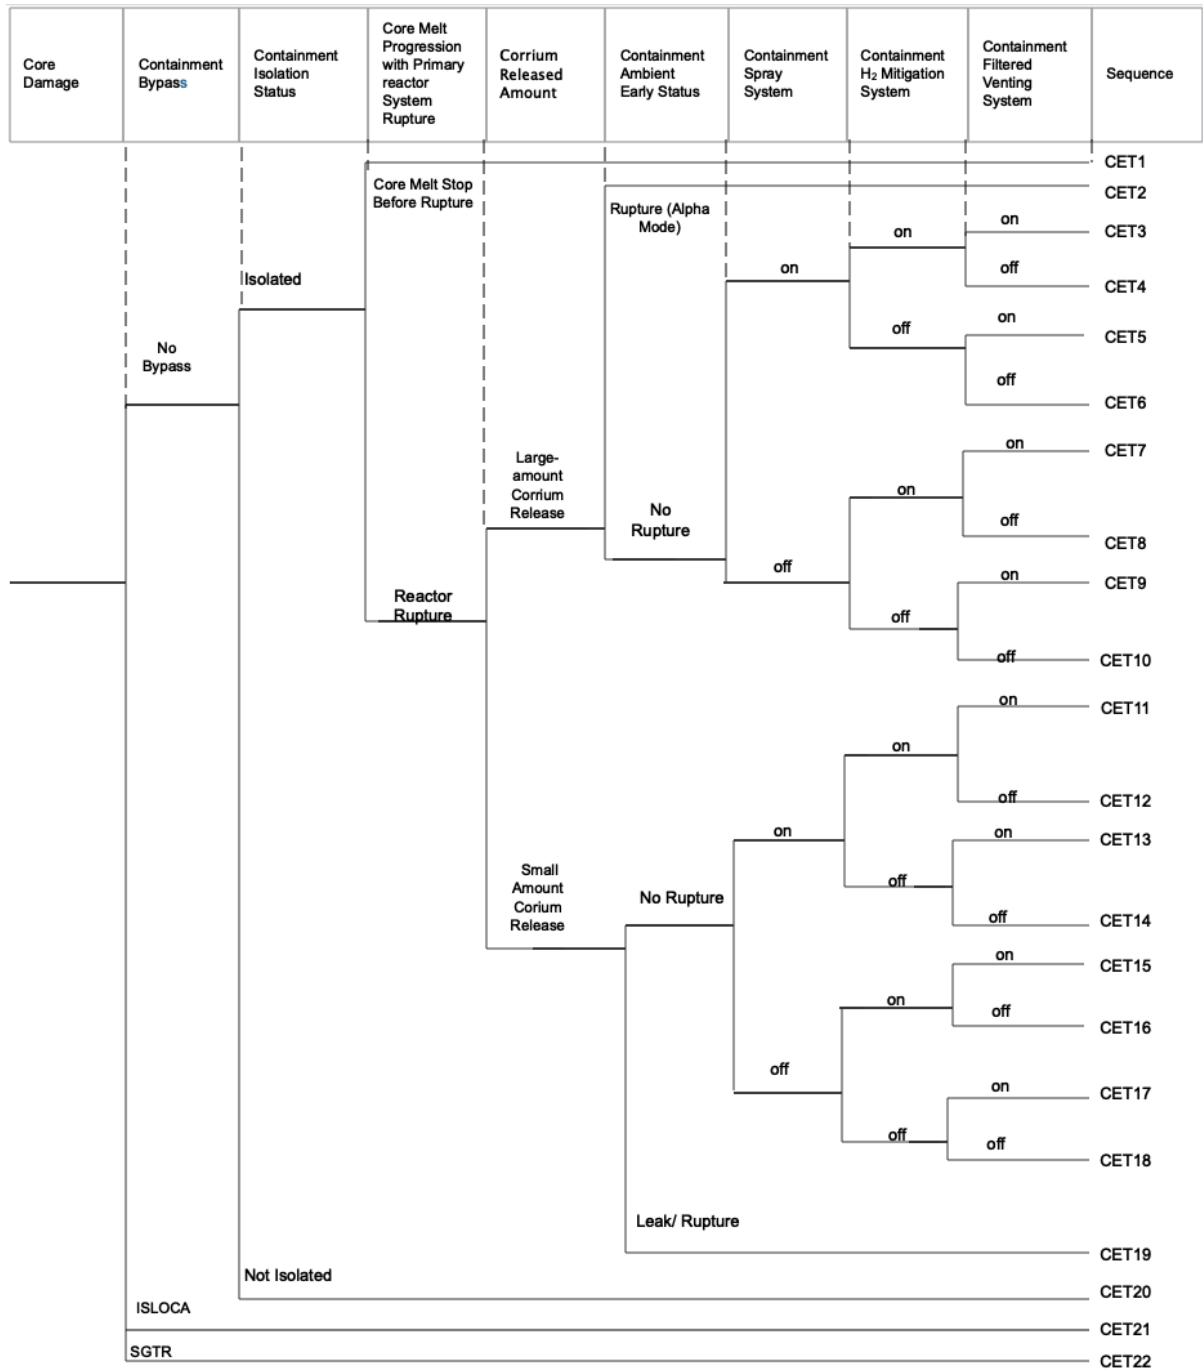 Core
Damage
Containment
Bypass
Containment
Isolation
Status
Core Melt
Progression
with Primary
reactor
System
Rupture
Corrium
Released
Amount
Containment
Ambient
Early Status
Containment
Spray
System
Containment
H₂ Mitigation
System
Containment
Filtered
Venting
System
Sequence
CET1
Core Melt Stop
Before Rupture
CET2
Rupture (Alpha
Mode)
on
on
CET3
on
off
CET4
Isolated
on
off
CET5
No
Bypass
off
CET6
on
CET7
Large-
amount
Corrium
Release
on
No
Rupture
off
CET8
off
on
CET9
Reactor
Rupture
off
off
CET10
on
CET11
on
off
CET12
on
on
CET13
Small
Amount
Corium
Release
off
No Rupture
off
CET14
on
CET15
on
off
CET16
off
on
CET17
off
off
CET18
Leak/ Rupture
CET19
Not Isolated
CET20
ISLOCA
CET21
SGTR
CET22